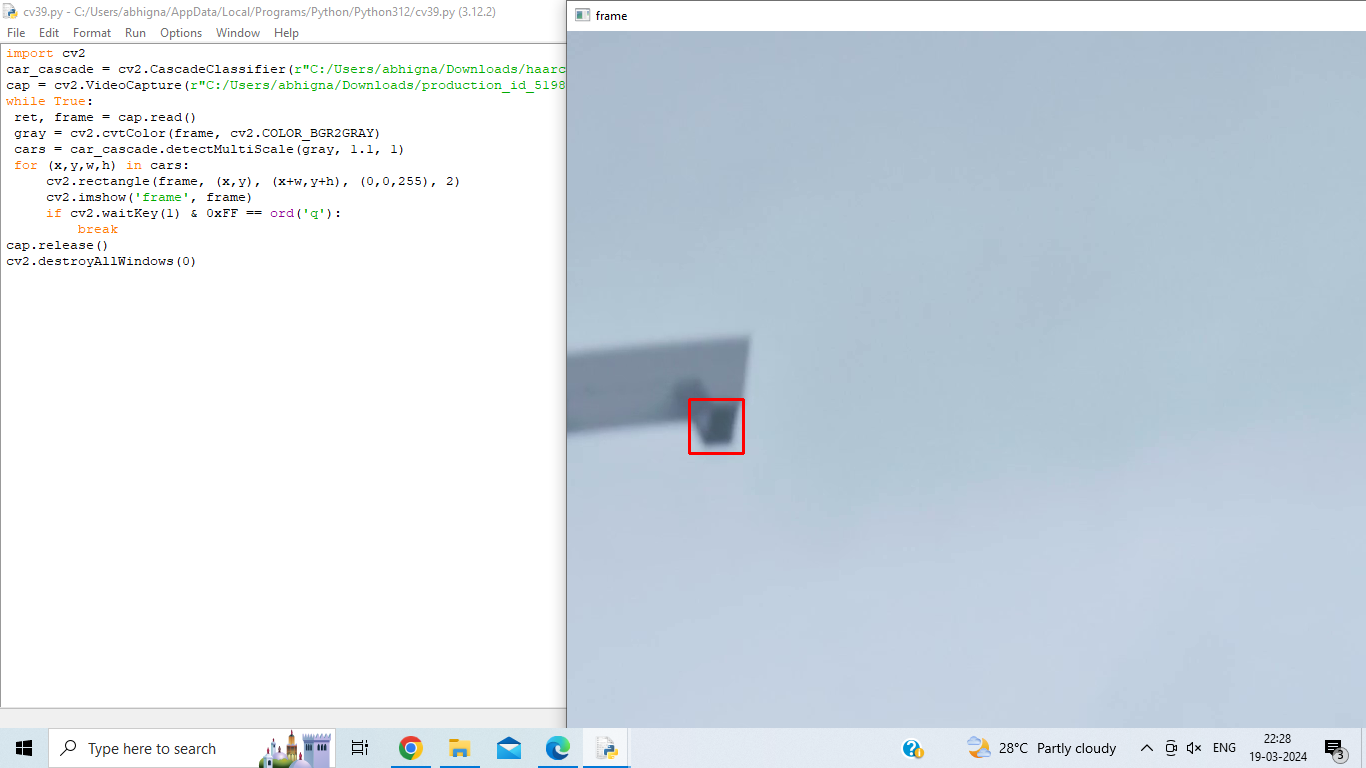 cv39.py - C:/Users/abhigna/AppData/Local/Programs/Python/Python312/cv39.py (3.12.2)
File Edit Format Run Options Window Help
import cv2
car_cascade = cv2.CascadeClassifier(r"C:/Users/abhigna/Downloads/haarc
cap = cv2.VideoCapture(r"C:/Users/abhigna/Downloads/production_id_5198
while True:
 ret, frame = cap.read()
 gray = cv2.cvtColor(frame, cv2.COLOR_BGR2GRAY)
 cars = car_cascade.detectMultiScale(gray, 1.1, 1)
 for (x,y,w,h) in cars:
     cv2.rectangle(frame, (x,y), (x+w,y+h), (0,0,255), 2)
     cv2.imshow('frame', frame)
     if cv2.waitKey(1) & 0xFF == ord('q'):
         break
cap.release()
cv2.destroyAllWindows(0)
frame
Type here to search
28°C Partly cloudy
ENG
22:28
19-03-2024
3